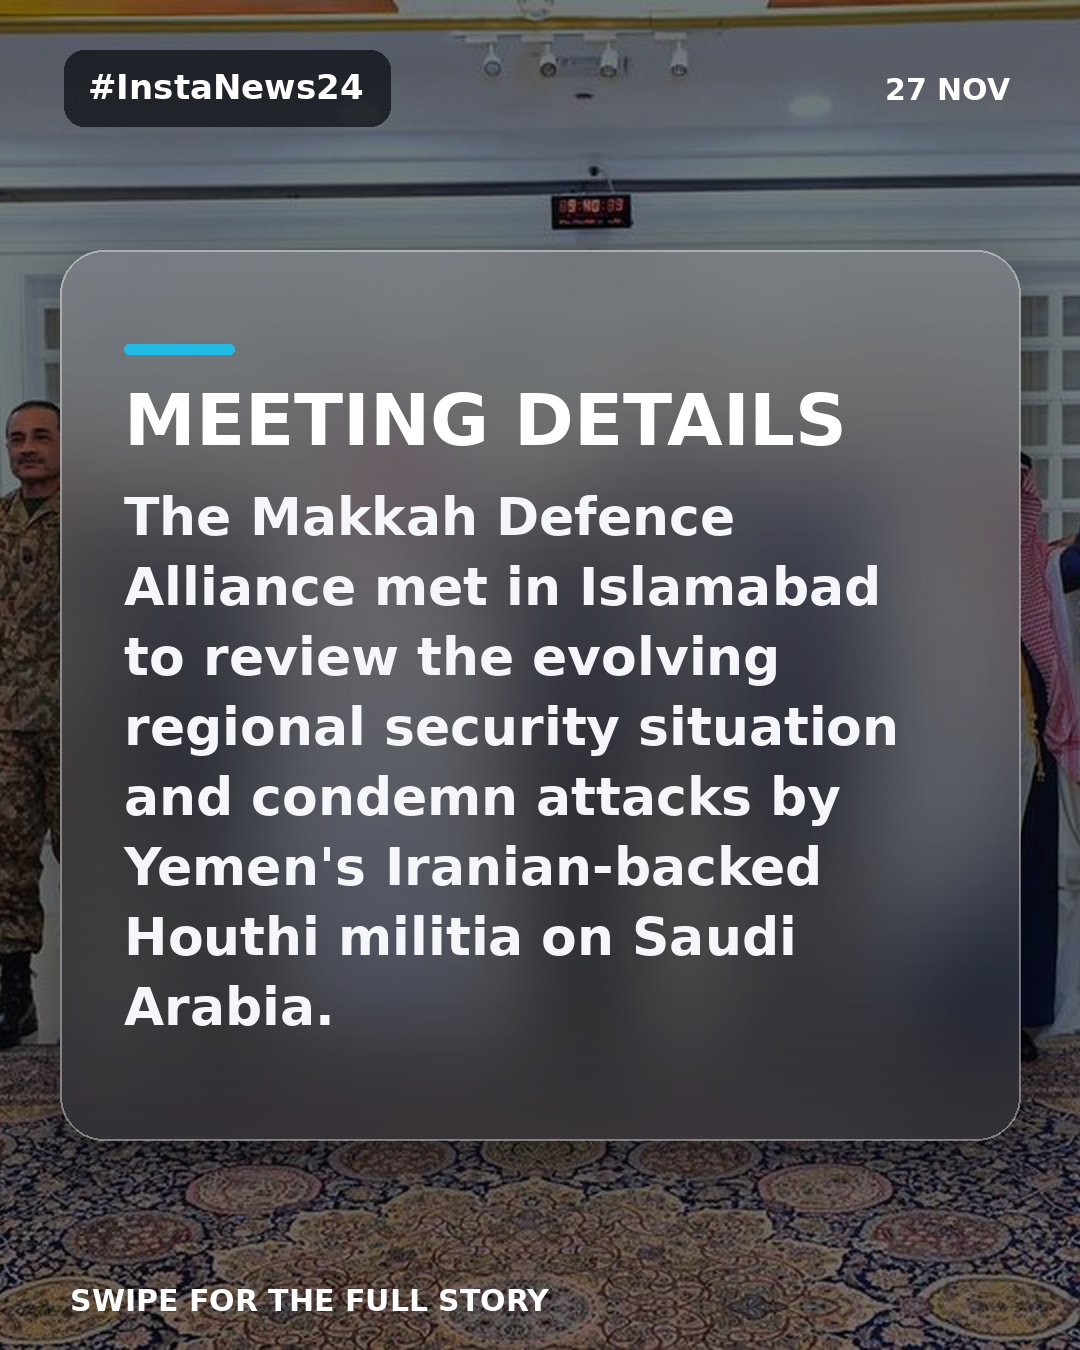 #InstaNews24
27 NOV
MEETING DETAILS
The Makkah Defence
Alliance met in Islamabad
to review the evolving
regional security situation
and condemn attacks by
Yemen's Iranian-backed
Houthi militia on Saudi
Arabia.
SWIPE FOR THE FULL STORY